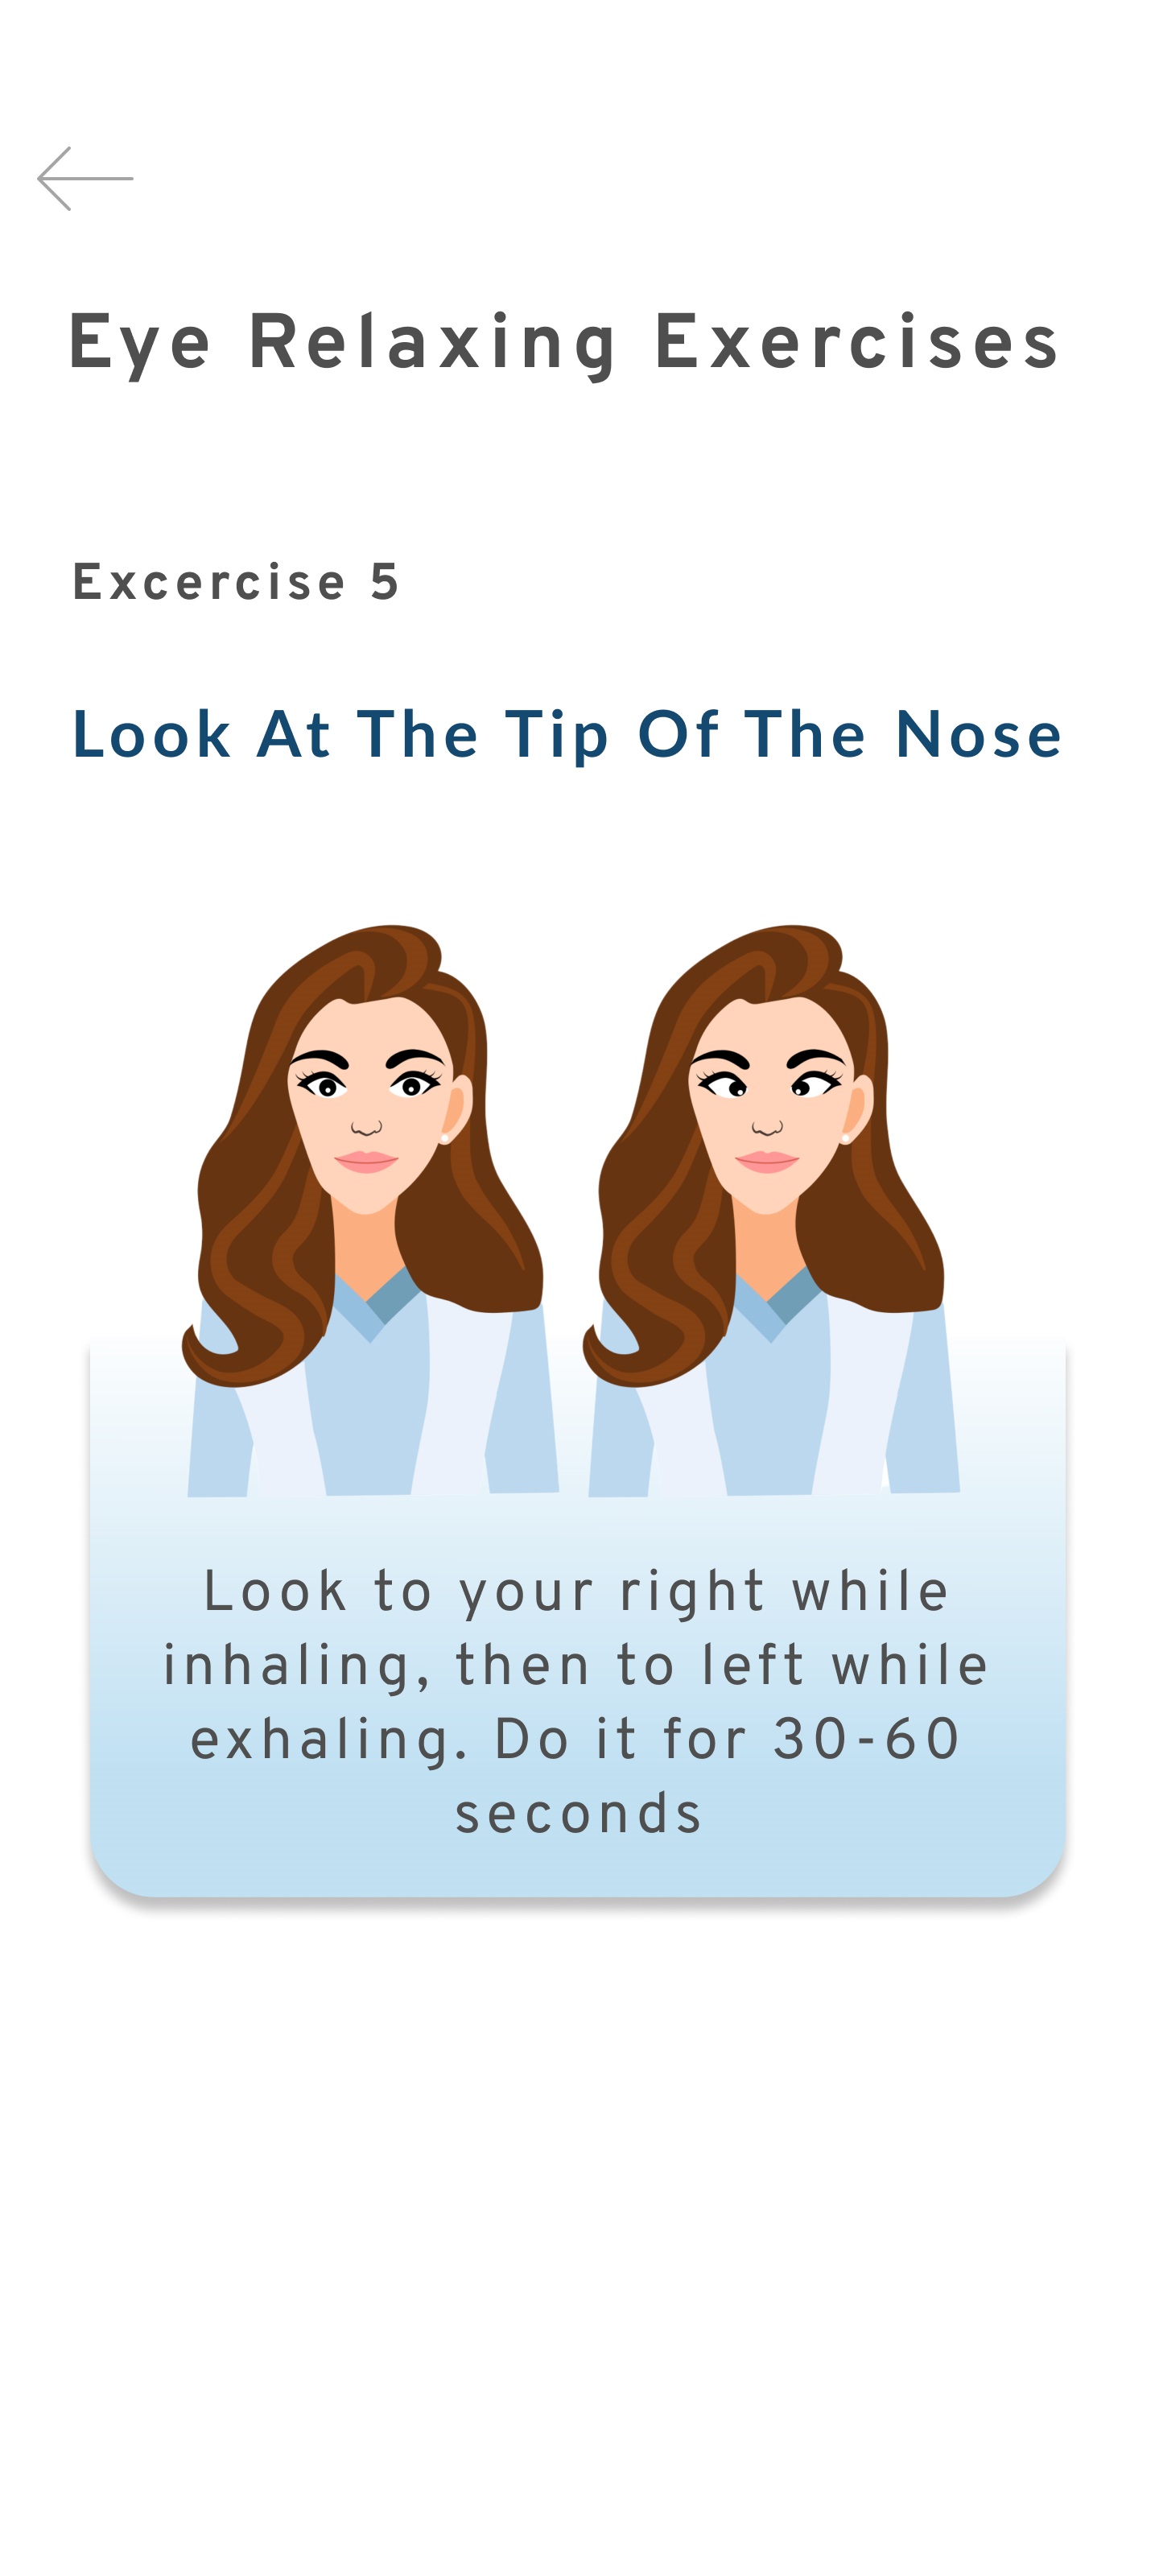 Eye Relaxing Exercises
Excercise 5
Look At The Tip Of The Nose
Look to your right while
inhaling, then to left while
exhaling. Do it for 30-60
seconds